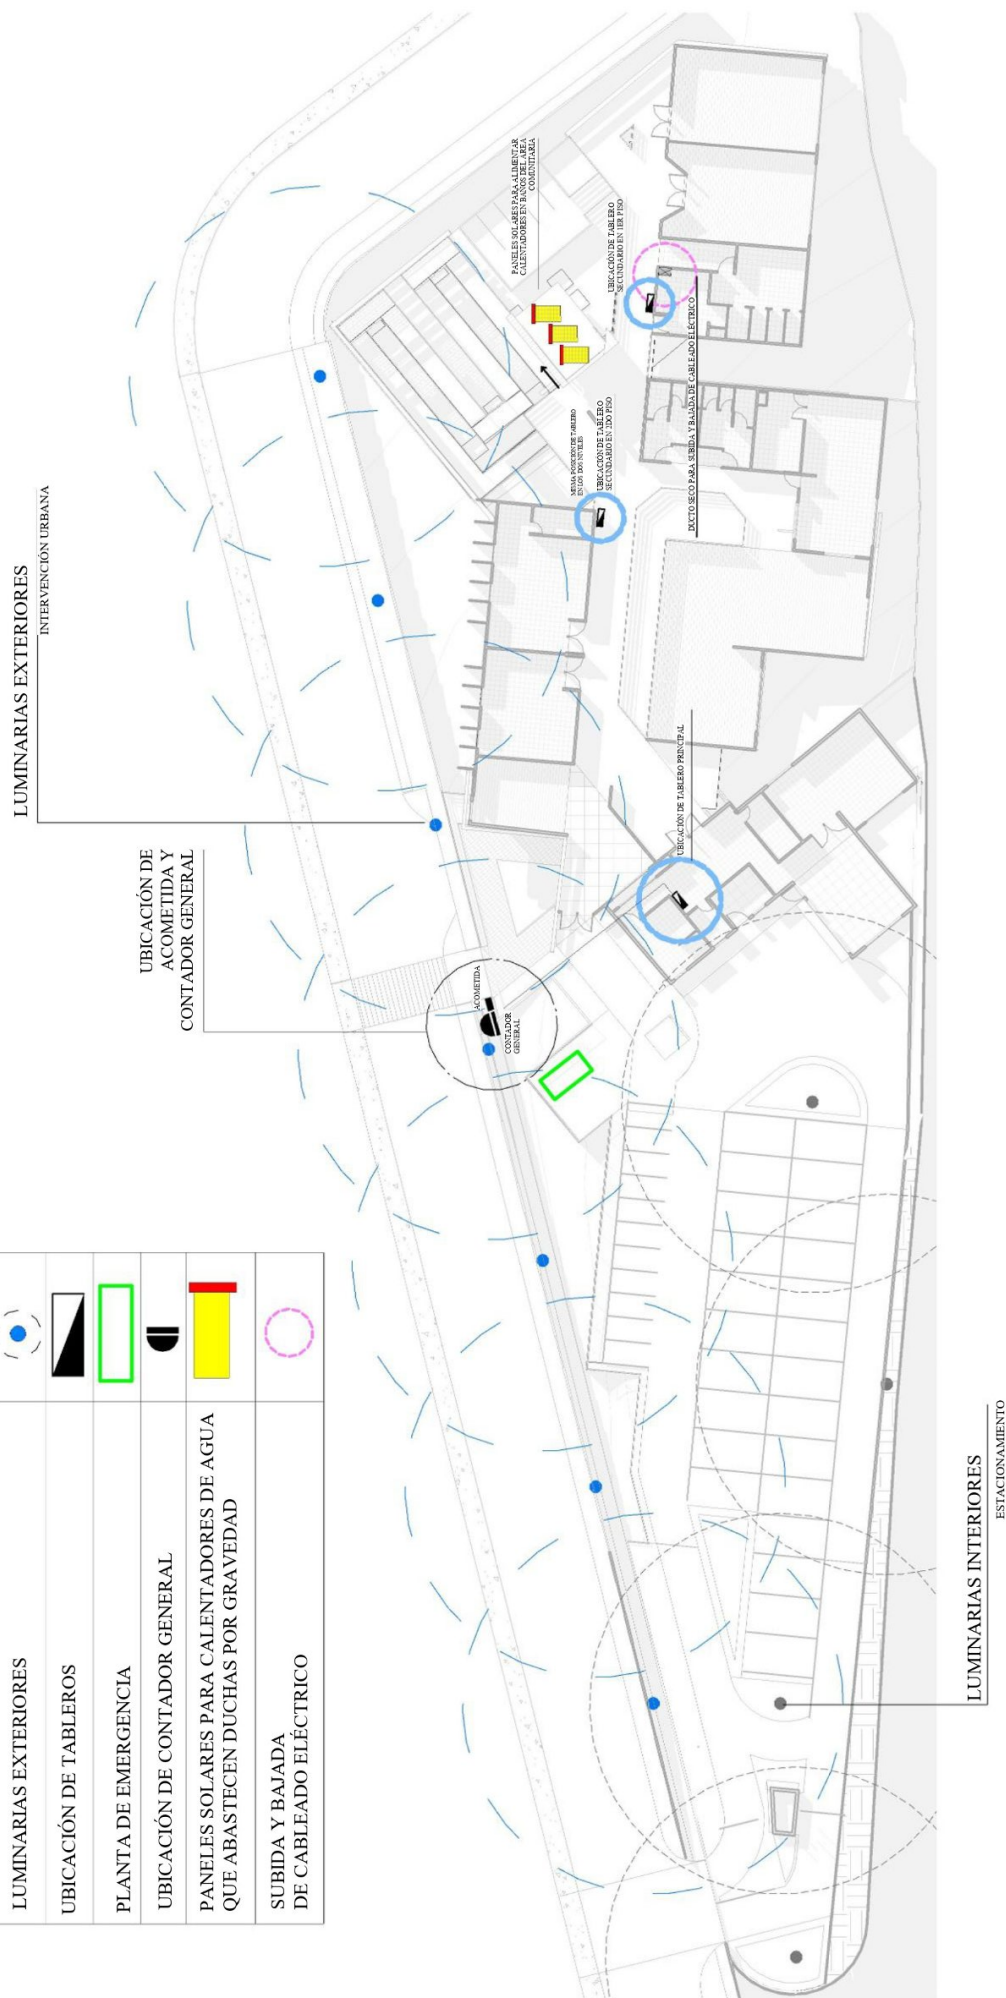 LUMINARIAS EXTERIORES
INTERVENCIÓN URBANA
UBICACIÓN DE
ACOMETIDA Y
CONTADOR GENERAL
ACOMETIDA
CONTADOR
GENERAL
PANELES SOLARES PARA ALIMENTAR
CALENTADORES EN BAÑOS DEL AREA
COMUNITARIA
UBICACIÓN DE TABLERO
SECUNDARIO EN 1ER PISO
MISMA POSICION DE TABLERO
EN LOS DOS NIVELES
UBICACIÓN DE TABLERO
SECUNDARIO EN 2DO PISO
DUCTO SECO PARA SUBIDA Y BAJADA DE CABLEADO ELÉCTRICO
UBICACIÓN DE TABLERO PRINCIPAL
LUMINARIAS INTERIORES
ESTACIONAMIENTO
LUMINARIAS EXTERIORES
UBICACIÓN DE TABLEROS
PLANTA DE EMERGENCIA
UBICACIÓN DE CONTADOR GENERAL
PANELES SOLARES PARA CALENTADORES DE AGUA
QUE ABASTECEN DUCHAS POR GRAVEDAD
SUBIDA Y BAJADA
DE CABLEADO ELÉCTRICO